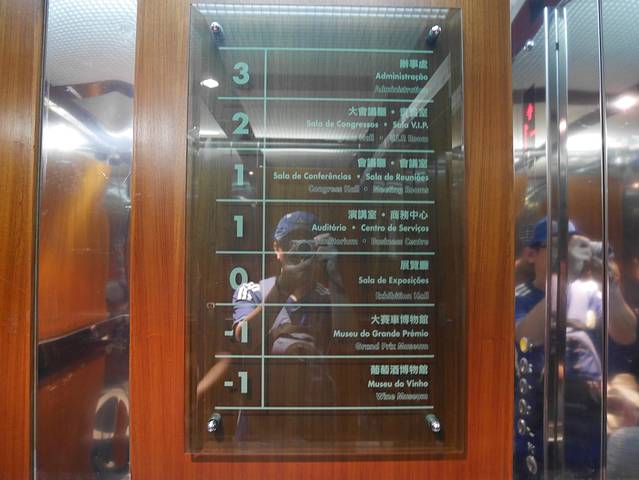 3
辦事處
Administração
Administration
2
大會議廳 • 貴賓室
Sala de Congressos • Sala V.I.P.
Hall • V.I.P. Room
1
會議廳 • 會議室
Sala de Conferências • Sala de Reuniões
Congress Hall • Meeting Rooms
1
演講室 • 商務中心
Auditório • Centro de Serviços
Auditorium • Business Centre
0
展覽廳
Sala de Exposições
Exhibition Hall
-1
大賽車博物館
Museu do Grande Prémio
Grand Prix Museum
-1
葡萄酒博物館
Museu do Vinho
Wine Museum